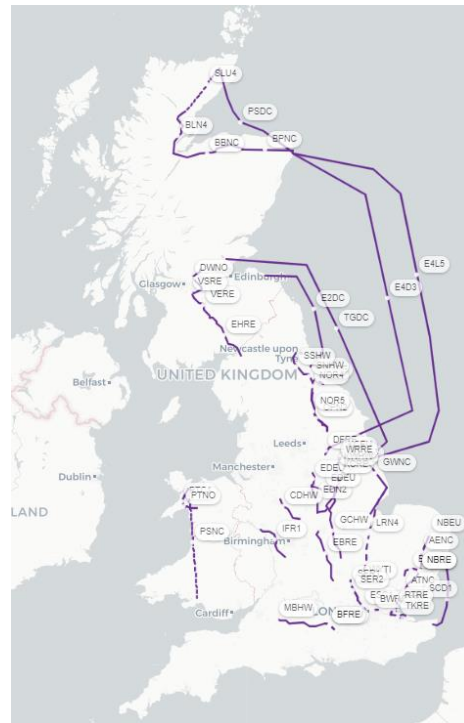 SLU4
PSDC
BLN4
BBNC
BPNC
DWNO
Glasgow
Edinburgh
VSRE
VERE
E4L5
E4D3
E2DC
TGDC
EHRE
SSHW
Newcastle upon
Tyne
NOR4
UNITED KINGDOM
Belfast
NOR5
Leeds
WRRE
GWNC
Manchester
Dublin
EDEU
EDN2
CDHW
PTNO
LAND
PSNC
IFR1
GCHW
LRN4
NBEU
Birmingham
EBRE
AENC
NBRE
SER2
SCD1
ATNC
RTRE
TKRE
MBHW
Cardiff
BFRE